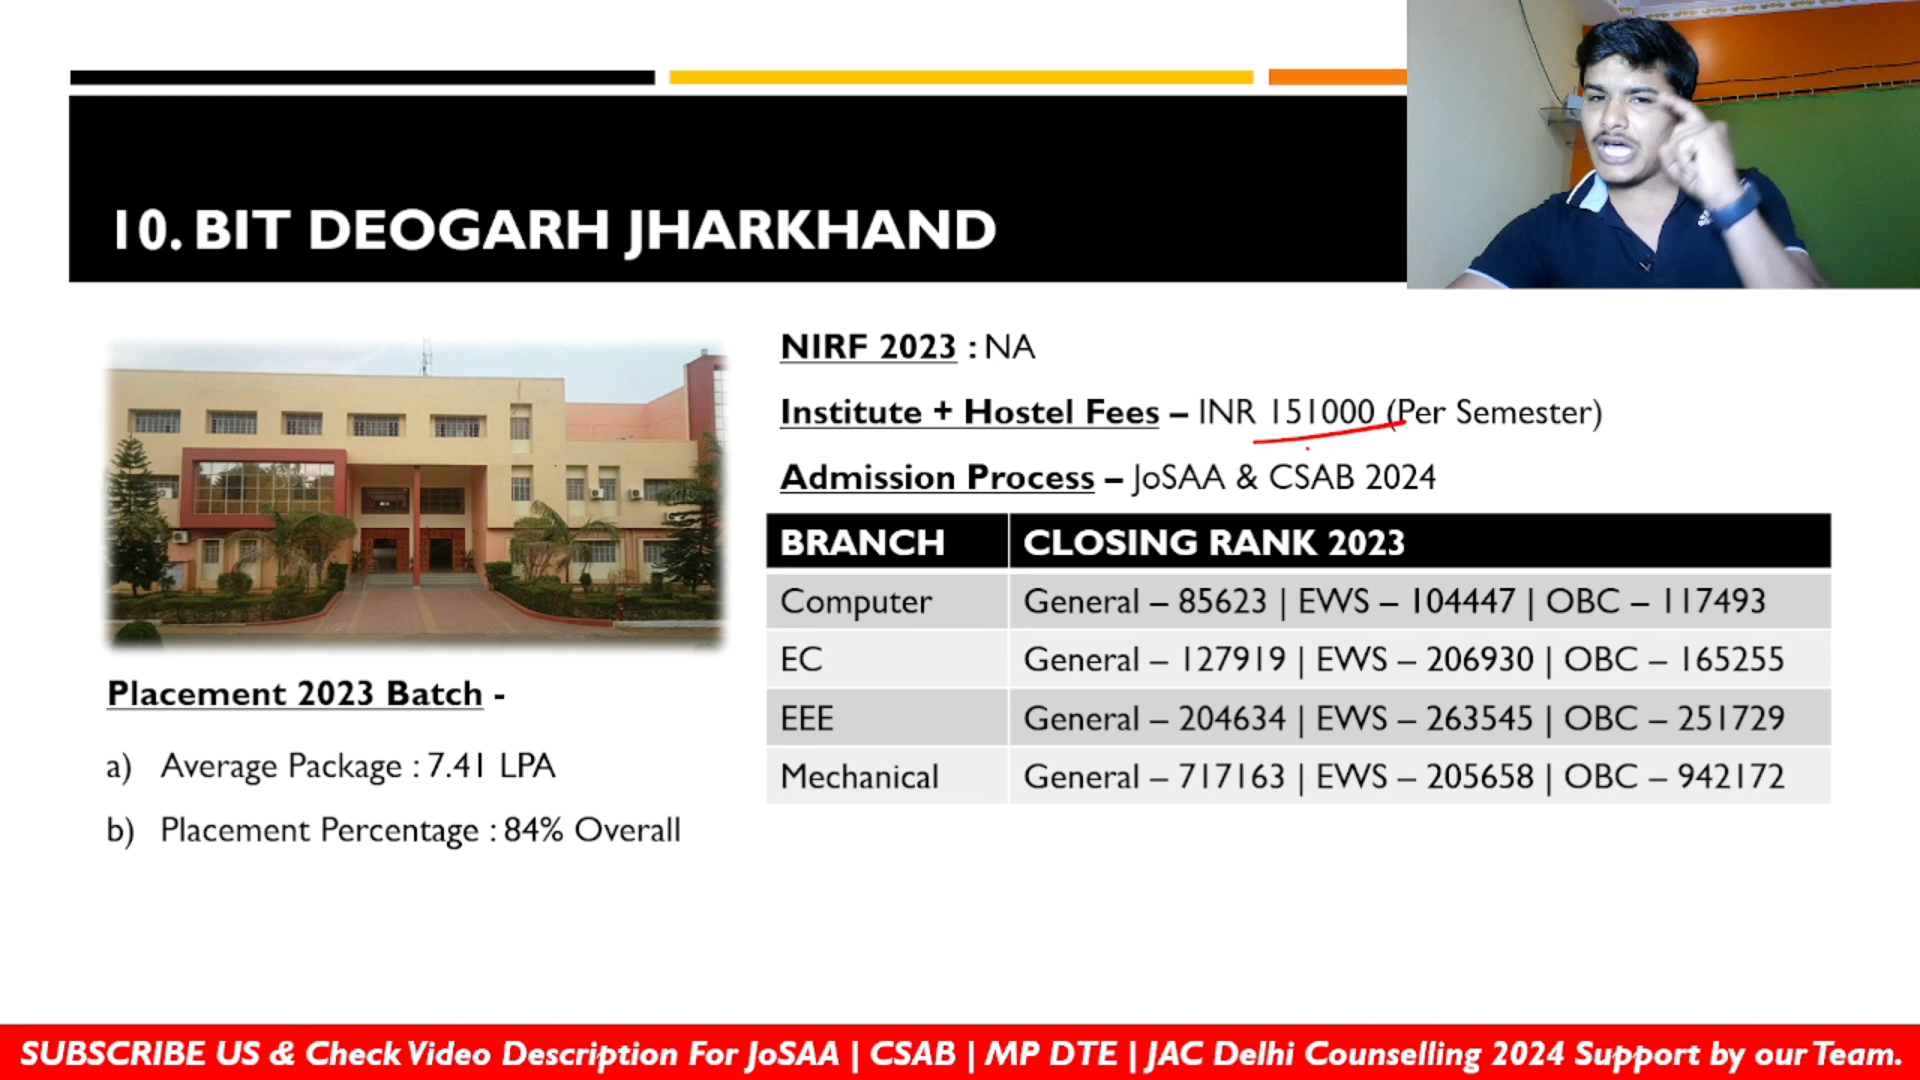 10. BIT DEOGARH JHARKHAND
NIRF 2023 : NA
Institute + Hostel Fees – INR 151000 (Per Semester)
Admission Process – JoSAA & CSAB 2024
BRANCH CLOSING RANK 2023
Computer General – 85623 | EWS – 104447 | OBC – 117493
EC General – 127919 | EWS – 206930 | OBC – 165255
EEE General – 204634 | EWS – 263545 | OBC – 251729
Mechanical General – 717163 | EWS – 205658 | OBC – 942172
Placement 2023 Batch -
a) Average Package : 7.41 LPA
b) Placement Percentage : 84% Overall
SUBSCRIBE US & Check Video Description For JoSAA | CSAB | MP DTE | JAC Delhi Counselling 2024 Support by our Team.